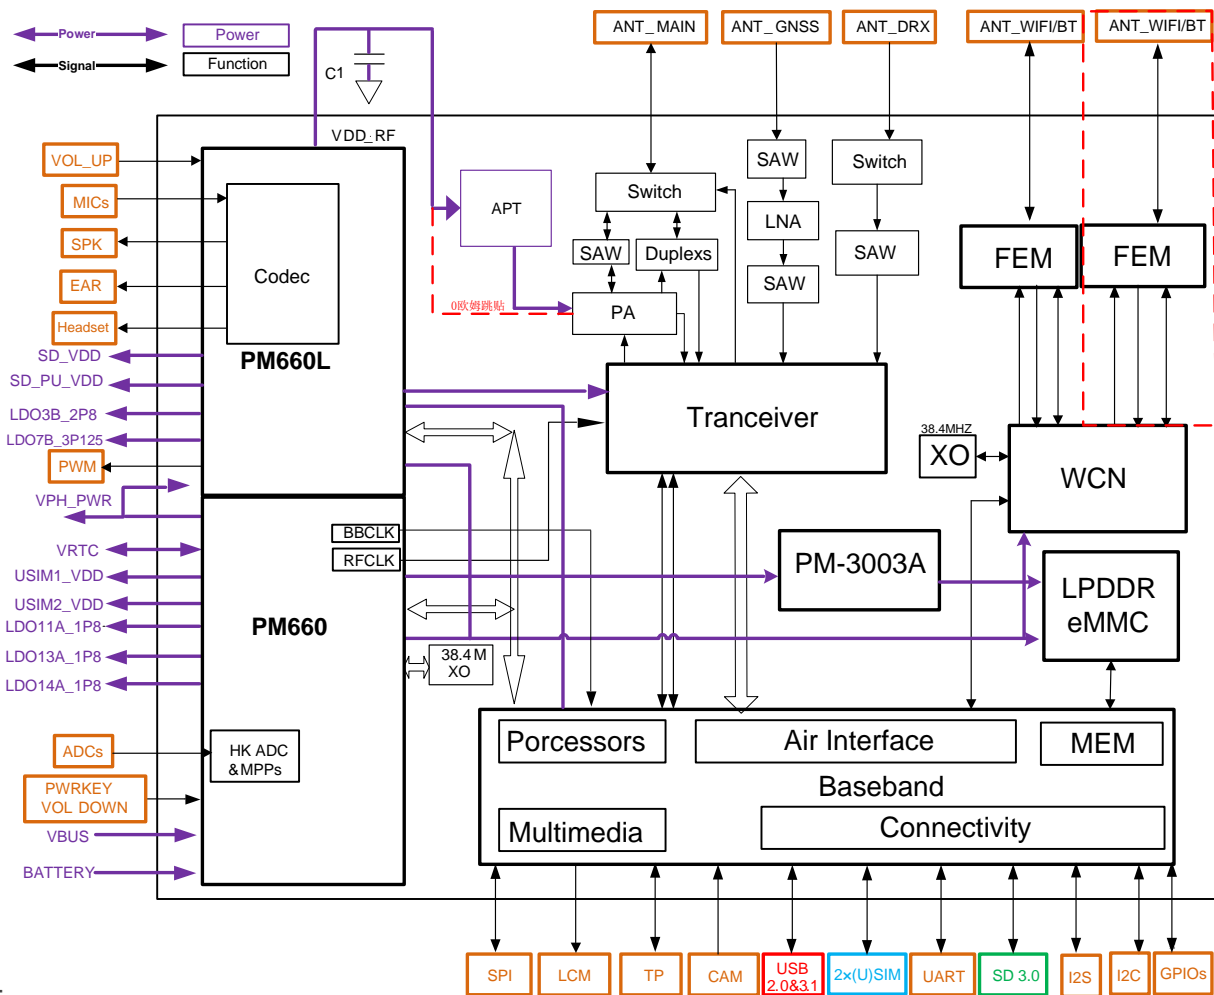 Power
Power
Signal
Function
ANT_MAIN
ANT_GNSS
ANT_DRX
ANT_WIFI/BT
ANT_WIFI/BT
C1
VDD_RF
VOL_UP
MICs
SPK
EAR
Headset
SD_VDD
SD_PU_VDD
LDO3B_2P8
LDO7B_3P125
PWM
VPH_PWR
VRTC
USIM1_VDD
USIM2_VDD
LDO11A_1P8
LDO13A_1P8
LDO14A_1P8
ADCs
PWRKEY
VOL DOWN
VBUS
BATTERY
Codec
PM660L
BBCLK
RFCLK
PM660
HK ADC
&MPPs
38.4M
XO
APT
0欧姆跳贴
Switch
SAW
Duplexs
PA
SAW
LNA
SAW
Switch
SAW
FEM
FEM
Tranceiver
38.4MHZ
XO
WCN
PM-3003A
LPDDR
eMMC
Porcessors
Air Interface
MEM
Baseband
Multimedia
Connectivity
SPI
LCM
TP
CAM
USB
2.0&3.1
2×(U)SIM
UART
SD 3.0
I2S
I2C
GPIOs